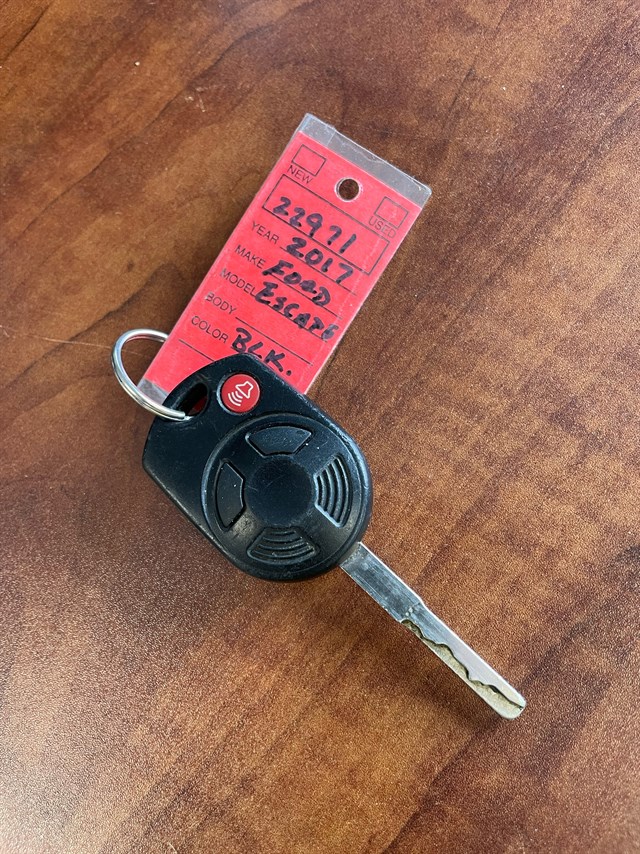 NEW
USED
22971
YEAR 2017
MAKE FORD
MODEL ESCAPE
BODY
COLOR BLK.